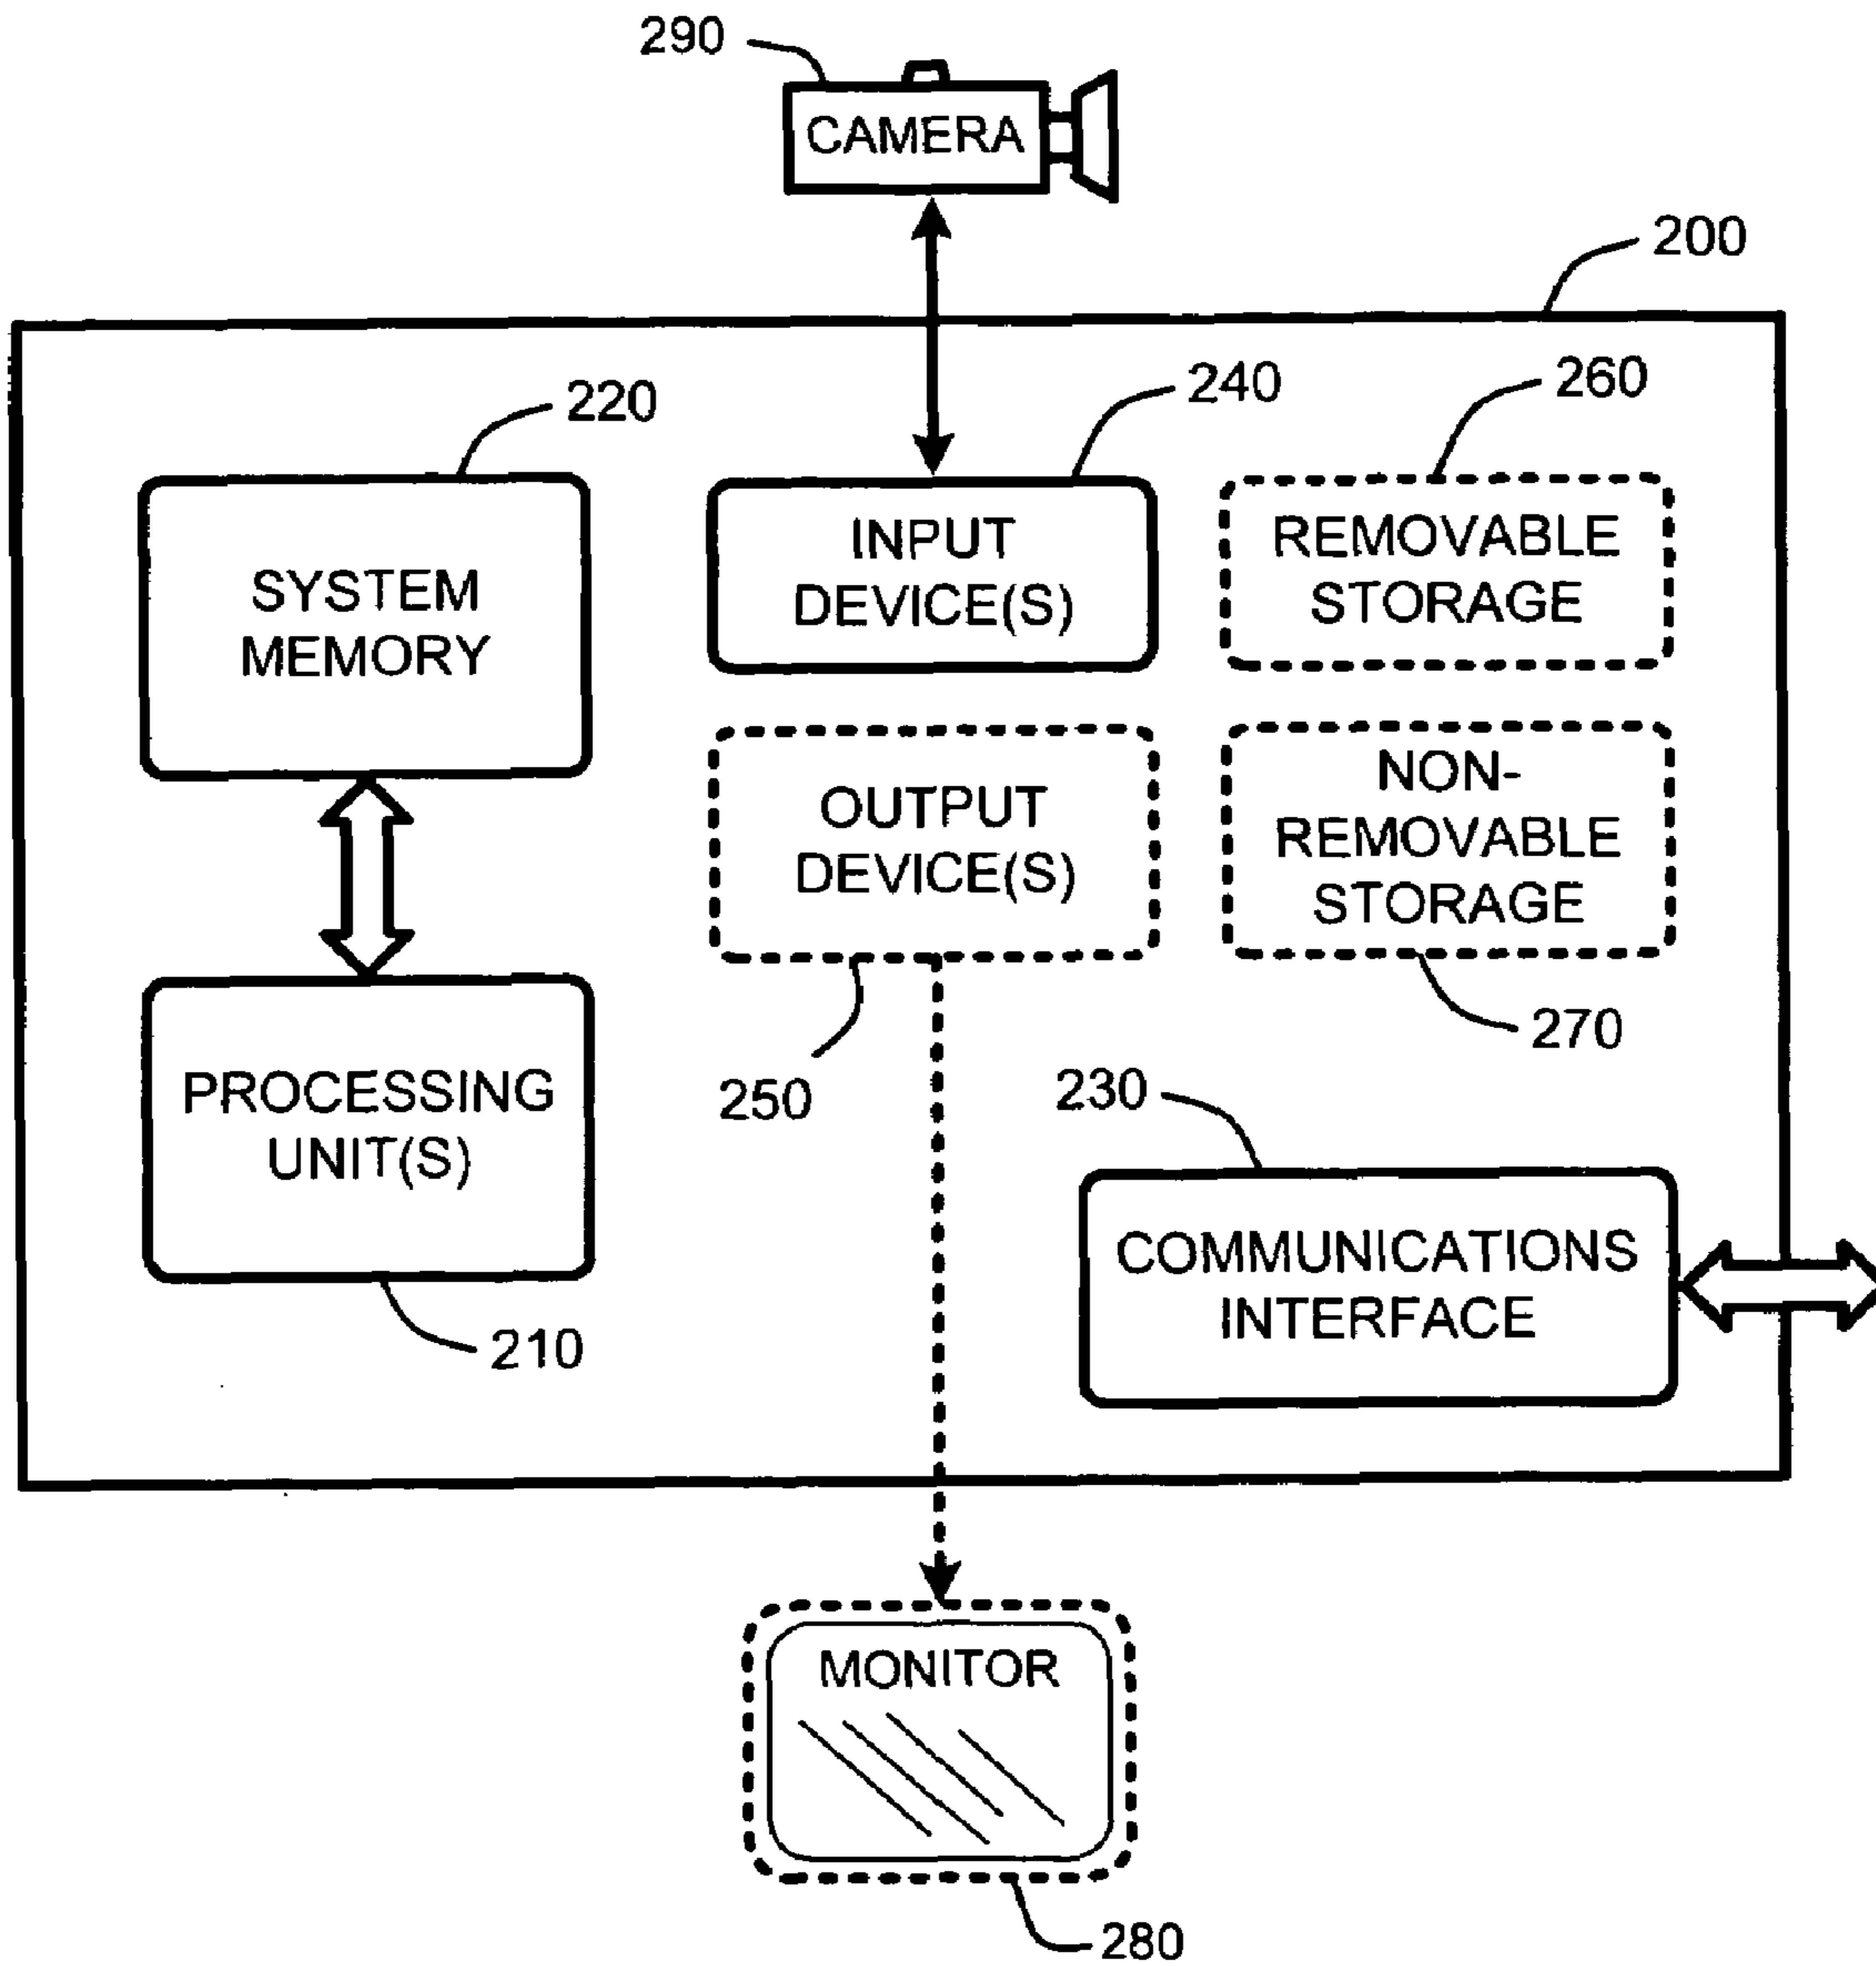 290
CAMERA
200
220
240
260
SYSTEM
MEMORY
INPUT
DEVICE(S)
REMOVABLE
STORAGE
OUTPUT
DEVICE(S)
NON-
REMOVABLE
STORAGE
PROCESSING
UNIT(S)
250
270
230
COMMUNICATIONS
INTERFACE
210
MONITOR
280